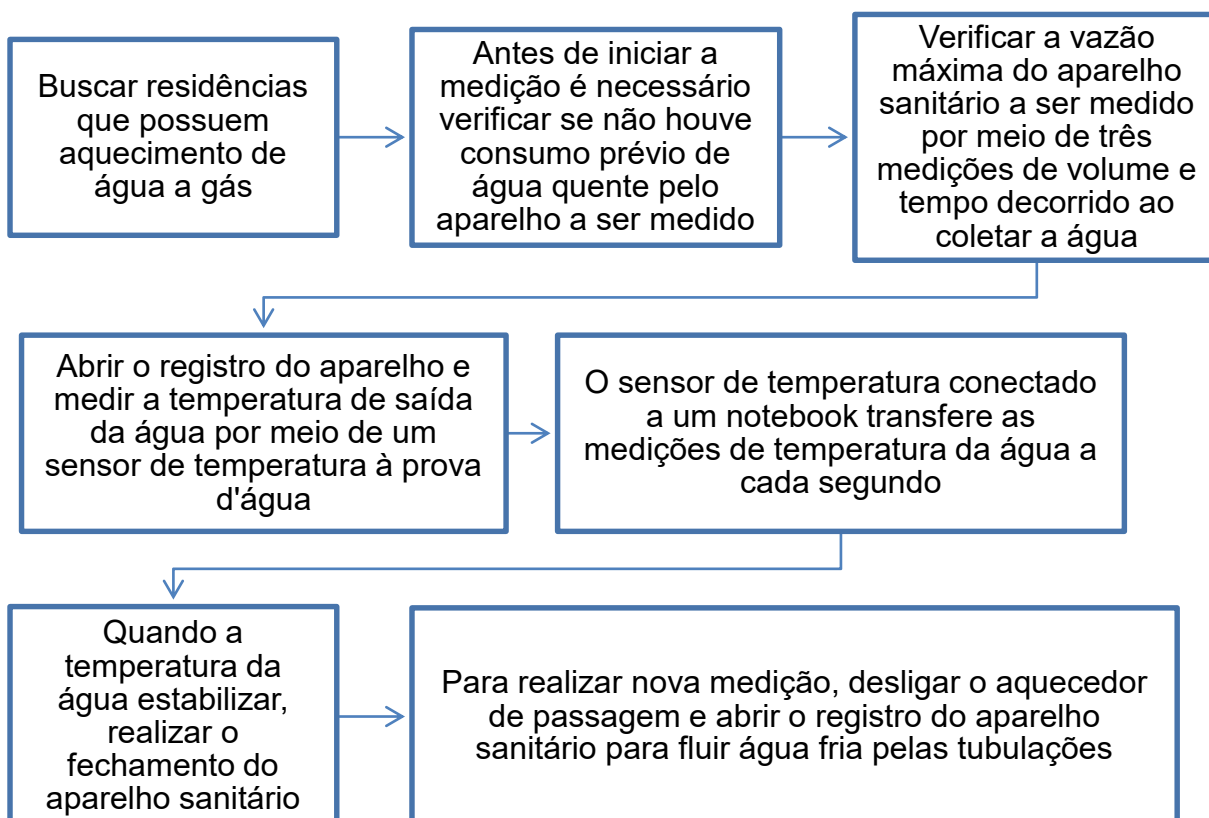 Buscar residências
que possuem
aquecimento de
água a gás
Antes de iniciar a
medição é necessário
verificar se não houve
consumo prévio de
água quente pelo
aparelho a ser medido
Verificar a vazão
máxima do aparelho
sanitário a ser medido
por meio de três
medições de volume e
tempo decorrido ao
coletar a água
Abrir o registro do aparelho e
medir a temperatura de saída
da água por meio de um
sensor de temperatura à prova
d'água
O sensor de temperatura conectado
a um notebook transfere as
medições de temperatura da água a
cada segundo
Quando a
temperatura da
água estabilizar,
realizar o
fechamento do
aparelho sanitário
Para realizar nova medição, desligar o aquecedor
de passagem e abrir o registro do aparelho
sanitário para fluir água fria pelas tubulações